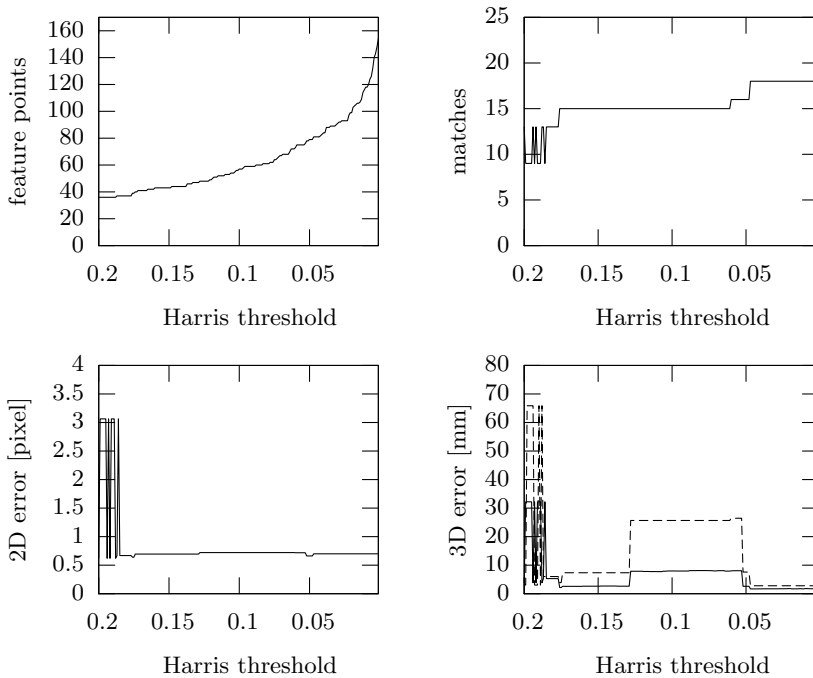 feature points
160
140
120
100
80
60
40
20
0
0.2 0.15 0.1 0.05
Harris threshold
matches
25
20
15
10
5
0
0.2 0.15 0.1 0.05
Harris threshold
2D error [pixel]
4
3.5
3
2.5
2
1.5
1
0.5
0
0.2 0.15 0.1 0.05
Harris threshold
3D error [mm]
80
70
60
50
40
30
20
10
0
0.2 0.15 0.1 0.05
Harris threshold